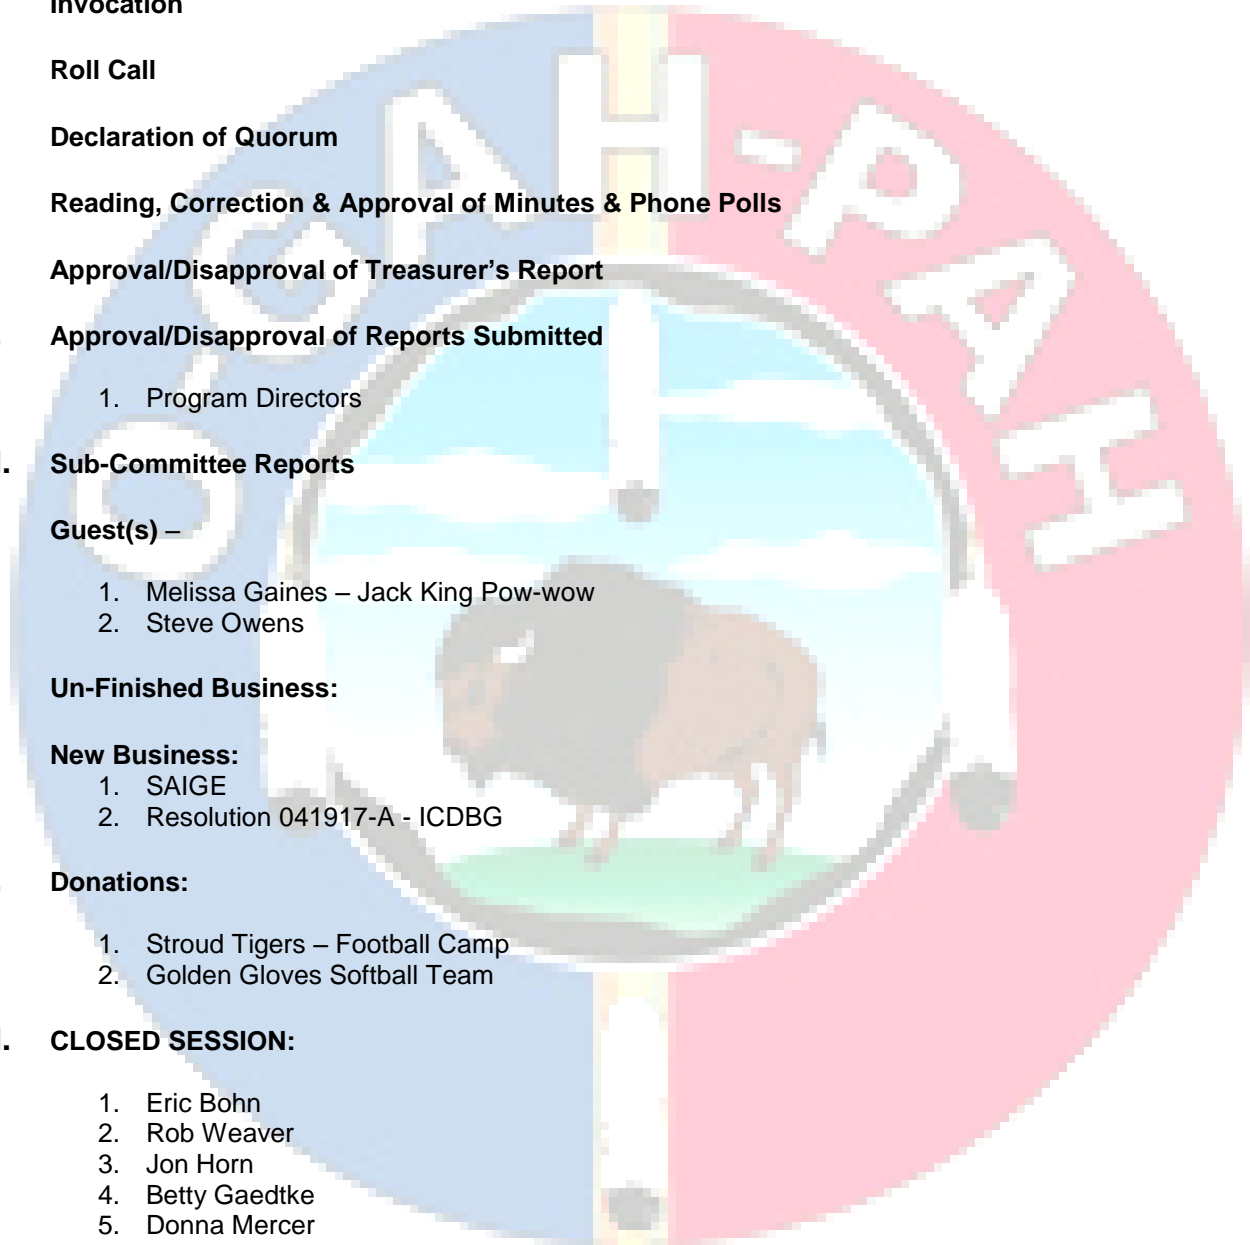 Invocation
Roll Call
Declaration of Quorum
Reading, Correction & Approval of Minutes & Phone Polls
Approval/Disapproval of Treasurer’s Report
. Approval/Disapproval of Reports Submitted
1. Program Directors
I. Sub-Committee Reports
Guest(s) –
1. Melissa Gaines – Jack King Pow-wow
2. Steve Owens
Un-Finished Business:
New Business:
1. SAIGE
2. Resolution 041917-A - ICDBG
. Donations:
1. Stroud Tigers – Football Camp
2. Golden Gloves Softball Team
I. CLOSED SESSION:
1. Eric Bohn
2. Rob Weaver
3. Jon Horn
4. Betty Gaedtke
5. Donna Mercer
O-GAH-PAH